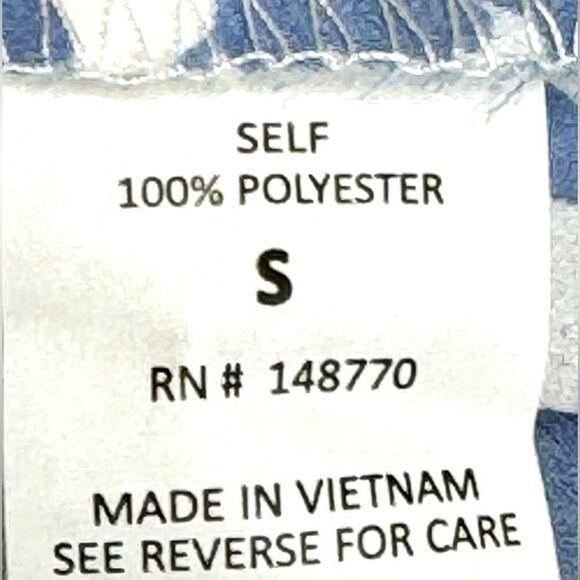 SELF
100% POLYESTER
S
RN # 148770
MADE IN VIETNAM
SEE REVERSE FOR CARE